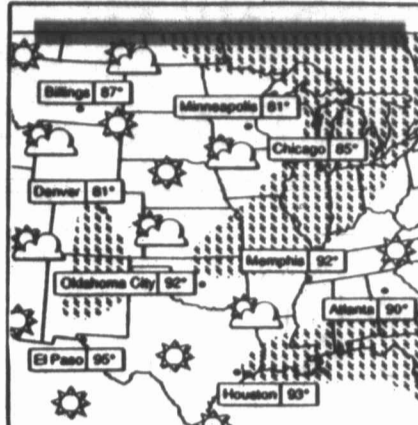 Billings 87°
Minneapolis 81°
Chicago 85°
Denver 81°
Memphis 92°
Oklahoma City 92°
Atlanta 90°
El Paso 95°
Houston 93°